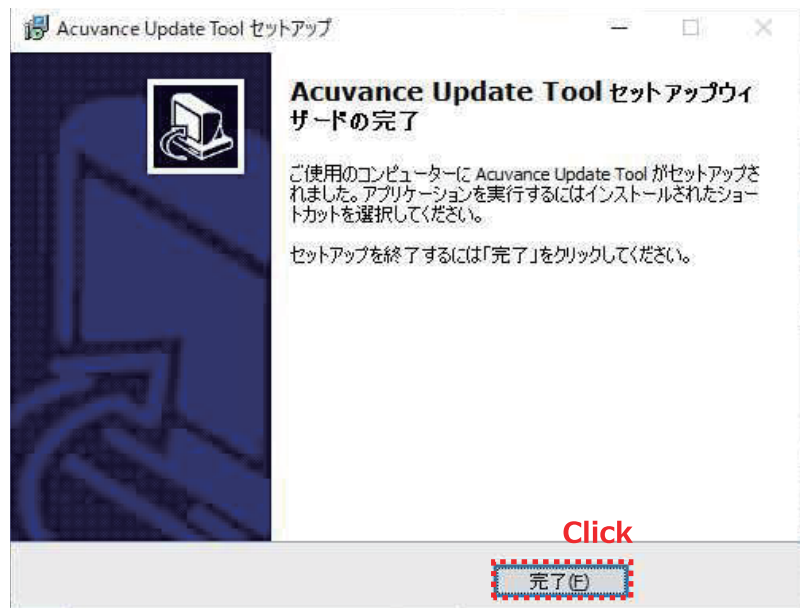 Acuvance Update Tool セットアップ
Acuvance Update Tool セットアップウィ
ザードの完了
ご使用のコンピューターに Acuvance Update Tool がセットアップさ
れました。アプリケーションを実行するにはインストールされたショー
トカットを選択してください。
セットアップを終了するには「完了」をクリックしてください。
Click
完了(F)